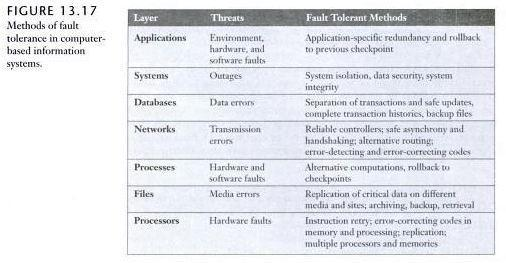 FIGURE 13.17
Methods of fault
tolerance in computer-
based information
systems.
Layer Threats Fault Tolerant Methods
Applications Environment, Application-specific redundancy and rollback
hardware, and to previous checkpoint
software faults
Systems Outages System isolation, data security, system
integrity
Databases Data errors Separation of transactions and safe updates,
complete transaction histories, backup files
Networks Transmission Reliable controllers; safe asynchrony and
errors handshaking; alternative routing;
error-detecting and error-correcting codes
Processes Hardware and Alternative computations, rollback to
software faults checkpoints
Files Media errors Replication of critical data on different
media and sites; archiving, backup, retrieval
Processors Hardware faults Instruction retry; error-correcting codes in
memory and processing; replication;
multiple processors and memories